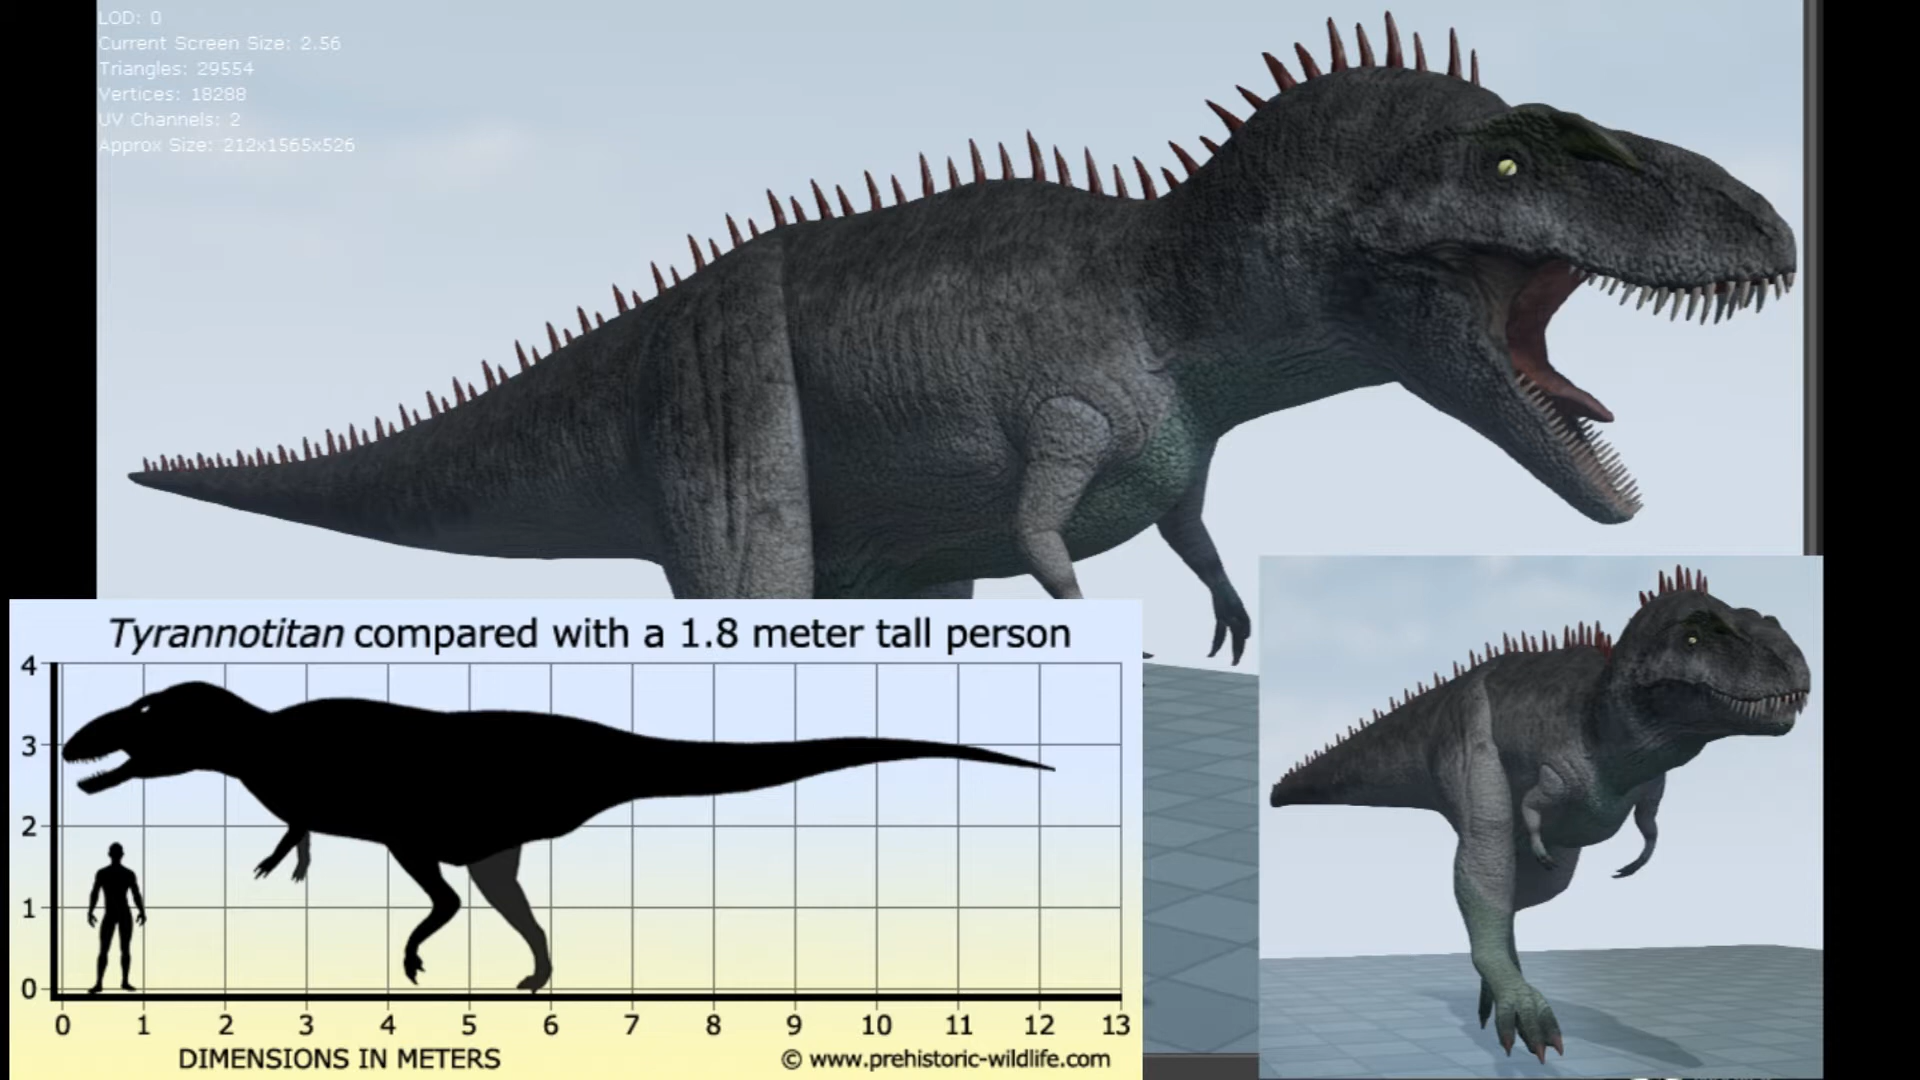 LOD: 0
Current Screen Size: 2.56
Triangles: 29554
Vertices: 18288
UV Channels: 2
Approx Size: 212x1565x526
Tyrannotitan compared with a 1.8 meter tall person
4
3
2
1
0
0 1 2 3 4 5 6 7 8 9 10 11 12 13
DIMENSIONS IN METERS © www.prehistoric-wildlife.com